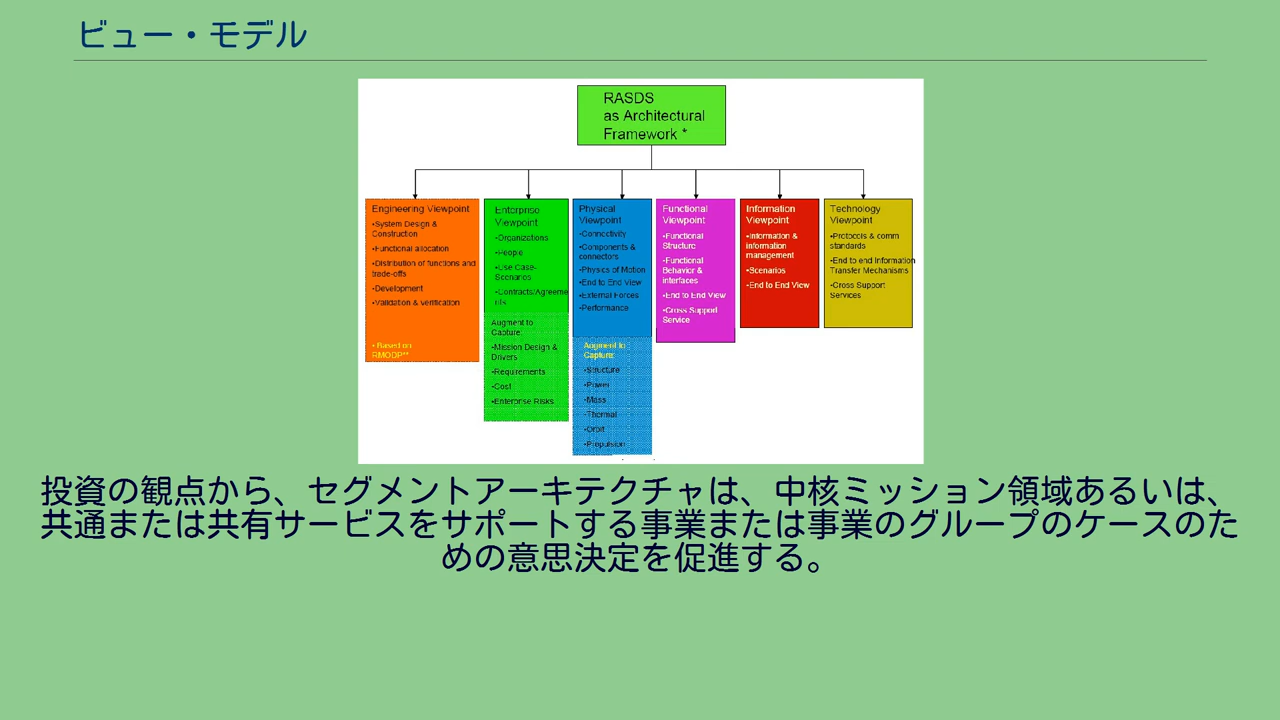 ビュー・モデル
RASDS
as Architectural
Framework *
Engineering Viewpoint
•System Design &
Construction
•Functional allocation
•Distribution of functions and
trade-offs
•Development
•Validation & verification
• Based on
RMODP**
Enterprise
Viewpoint
•Organizations
•People
•Use Case-
Scenarios
•Contracts/Agreeme
nts
Augment to
Capture:
•Mission Design &
Drivers
•Requirements
•Cost
•Enterprise Risks
Physical
Viewpoint
•Connectivity
•Components &
connectors
•Physics of Motion
•End to End View
•External Forces
•Performance
Augment to
Capture:
•Structure
•Power
•Mass
•Thermal
•Orbit
•Propulsion
Functional
Viewpoint
•Functional
Structure
•Functional
Behavior &
interfaces
•End to End View
•Cross Support
Service
Information
Viewpoint
•Information &
information
management
•Scenarios
•End to End View
Technology
Viewpoint
•Protocols & comm
standards
•End to end Information
Transfer Mechanisms
•Cross Support
Services
投資の観点から、セグメントアーキテクチャは、中核ミッション領域あるいは、
共通または共有サービスをサポートする事業または事業のグループのケースのた
めの意思決定を促進する。